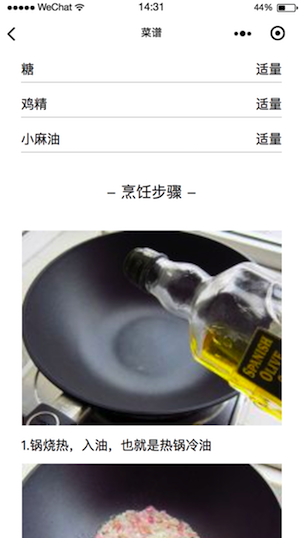 WeChat 14:31 44%
菜谱
糖 适量
鸡精 适量
小麻油 适量
– 烹饪步骤 –
SPANISH
OLIVE
1.锅烧热，入油，也就是热锅冷油